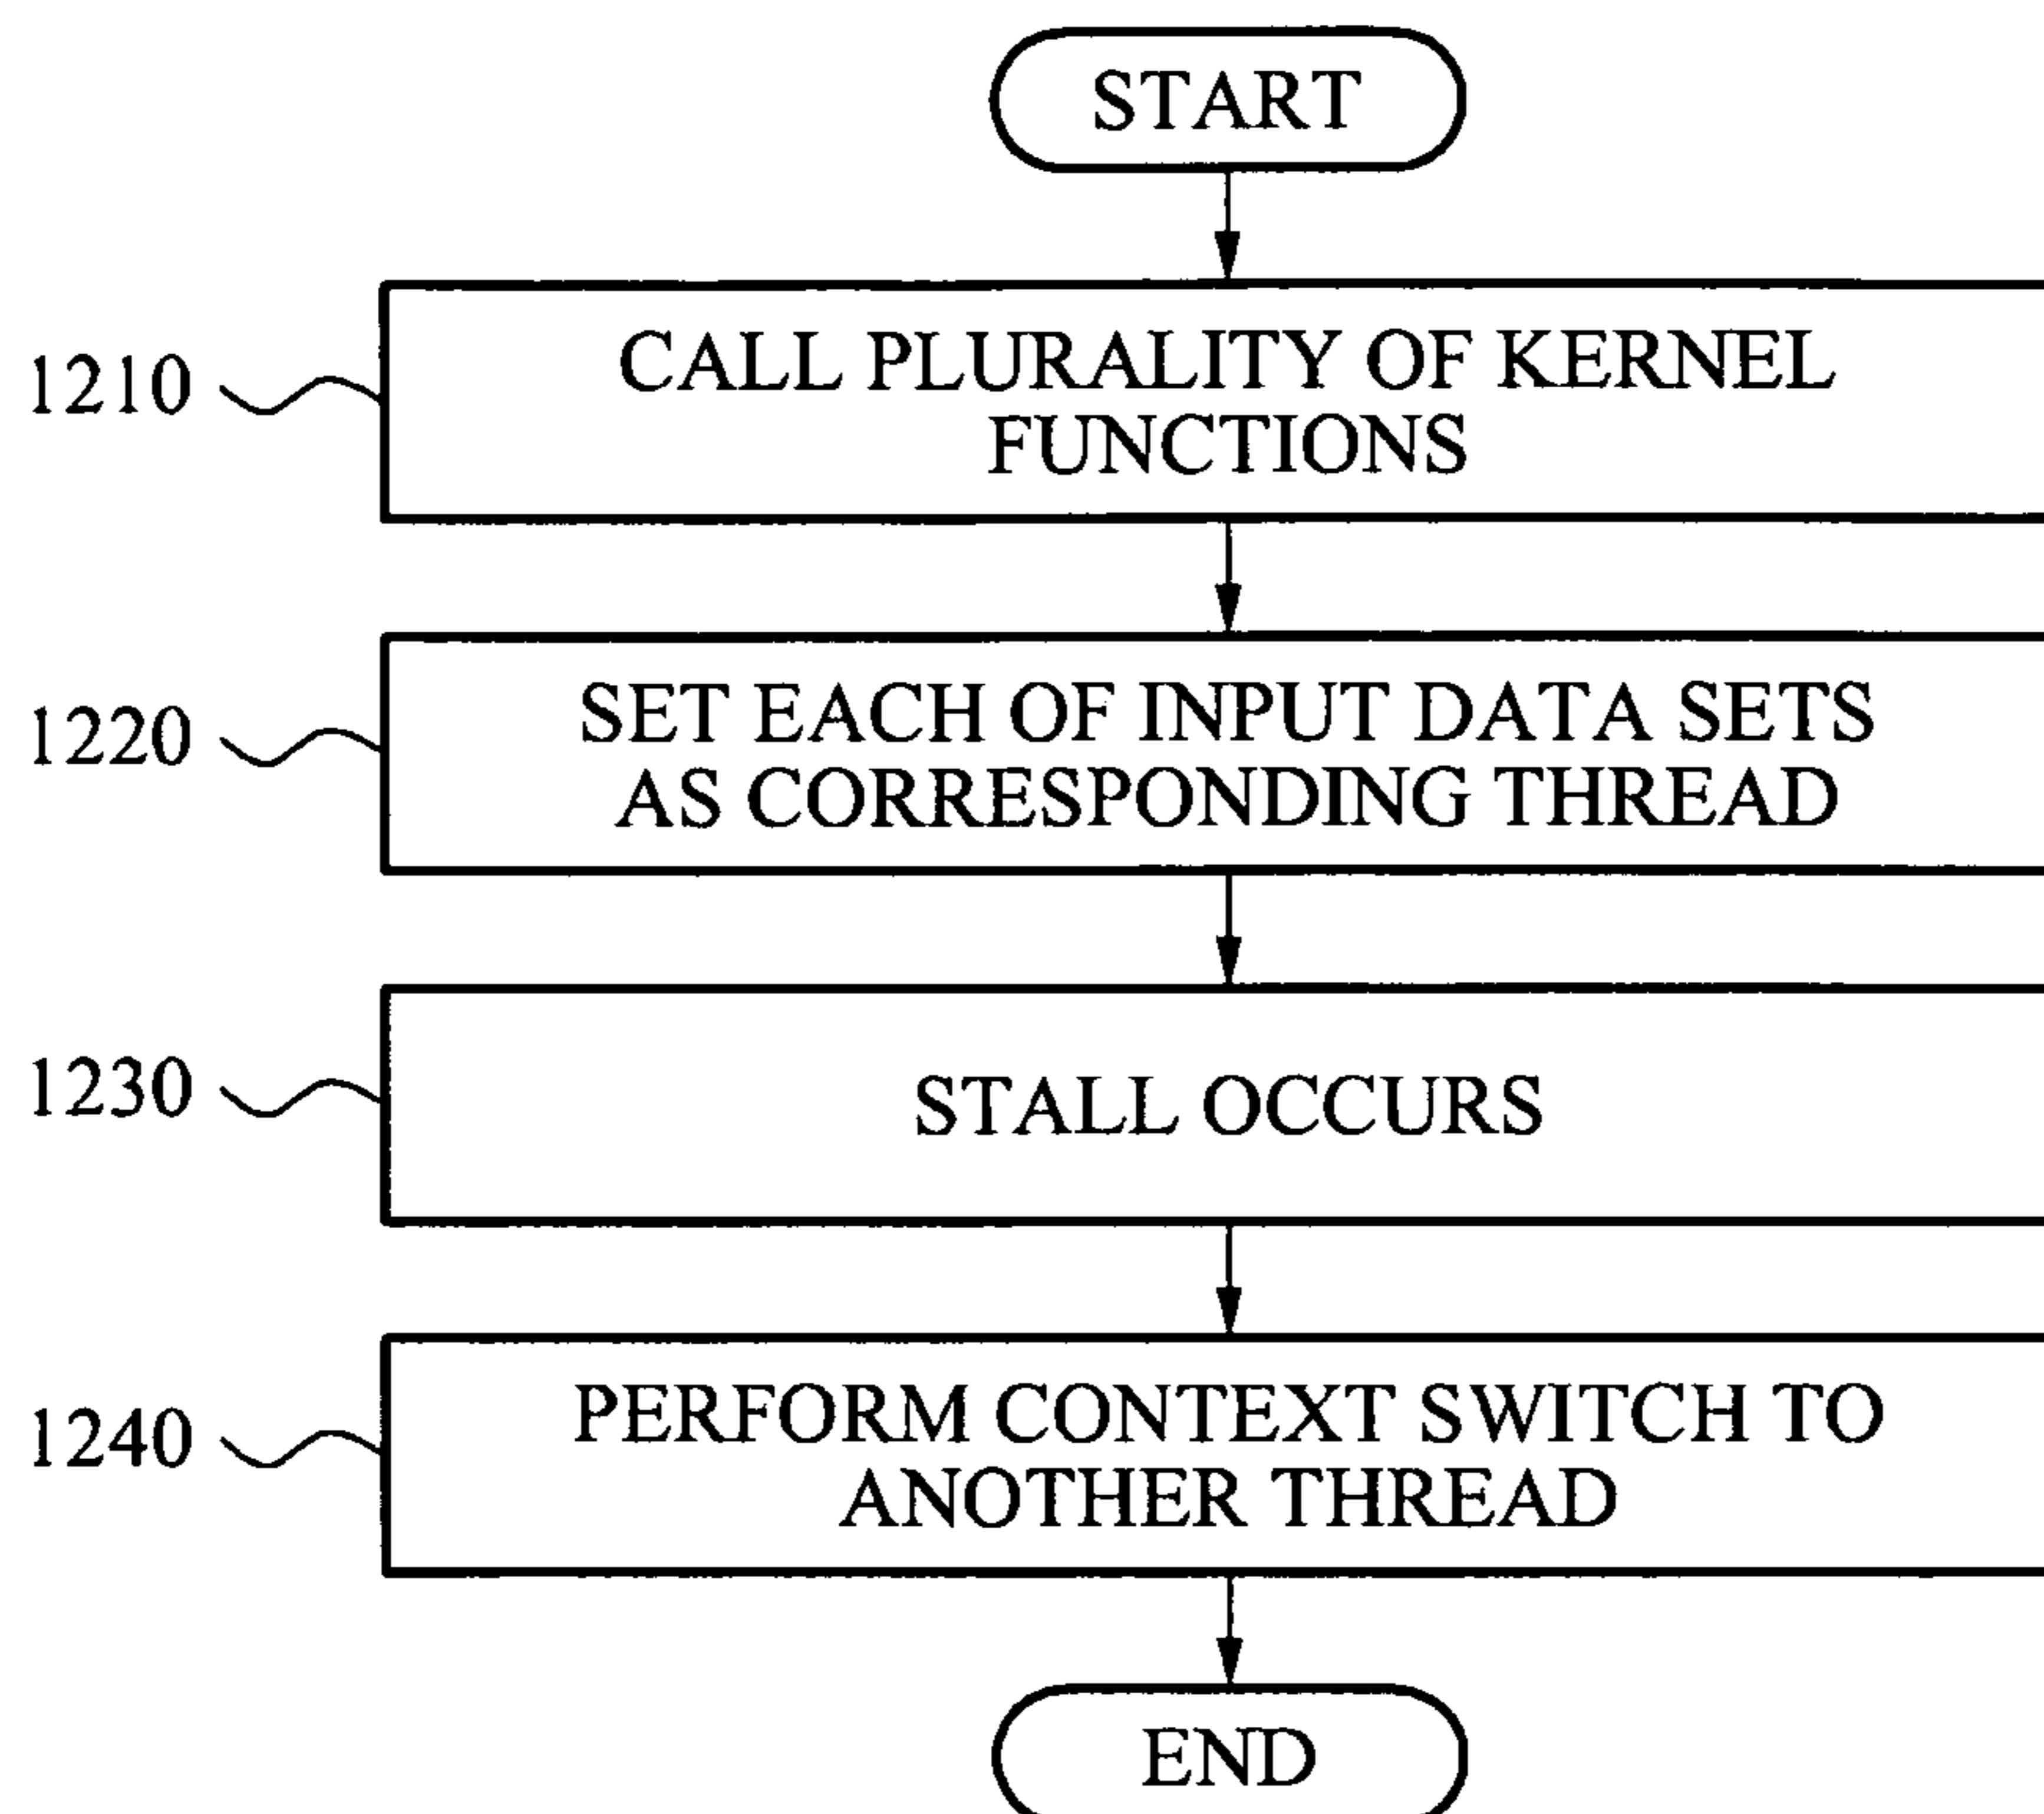 START
1210
CALL PLURALITY OF KERNEL
FUNCTIONS
1220
SET EACH OF INPUT DATA SETS
AS CORRESPONDING THREAD
1230
STALL OCCURS
1240
PERFORM CONTEXT SWITCH TO
ANOTHER THREAD
END